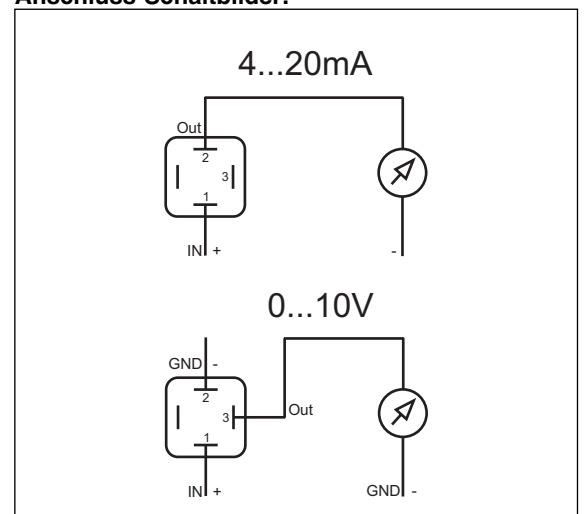 Anschluss-Schaltbilder:
4...20mA
Out
2
3
1
IN +
-
0...10V
GND -
2
3
Out
1
IN +
GND -